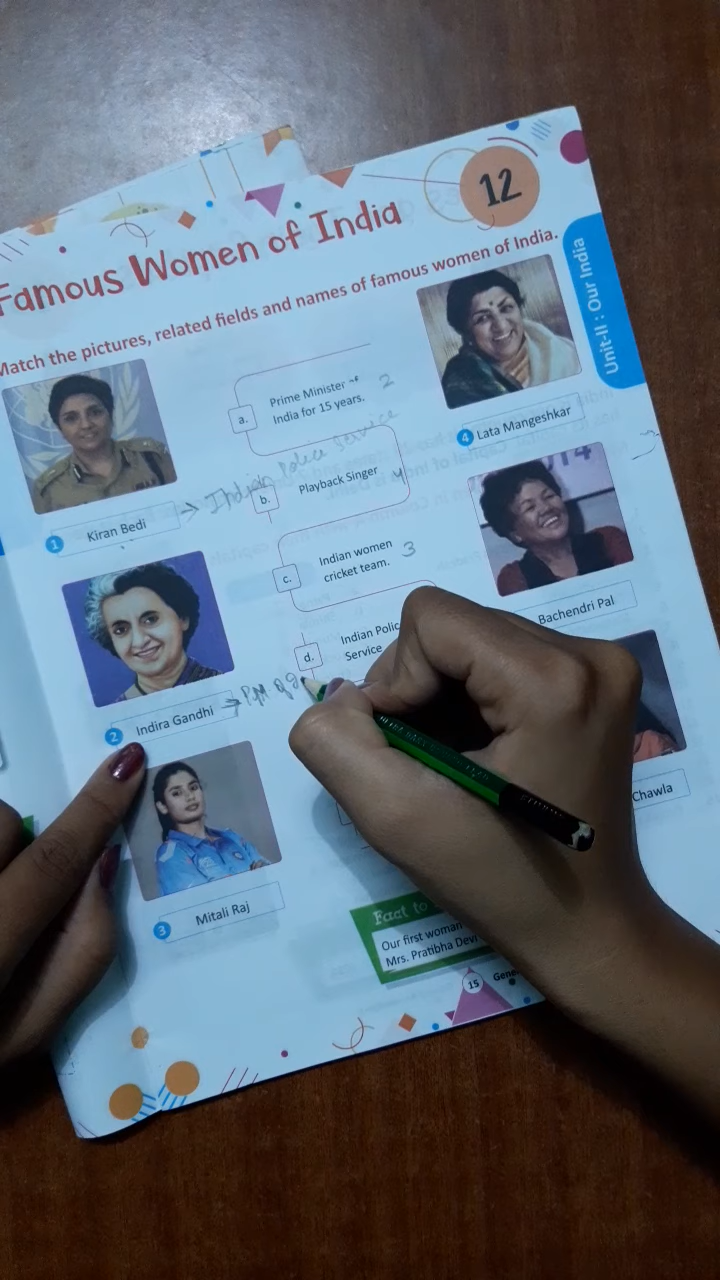 12
Famous Women of India
Match the pictures, related fields and names of famous women of India.
Unit-II : Our India
a. Prime Minister of
India for 15 years. 2
4 Lata Mangeshkar
Indian Police Service
b. Playback Singer 4
1 Kiran Bedi
c. Indian women
cricket team. 3
Bachendri Pal
d. Indian Polic
Service
2 Indira Gandhi
Chawla
3 Mitali Raj
Fact to
Our first woman
Mrs. Pratibha Devi
15 Gene